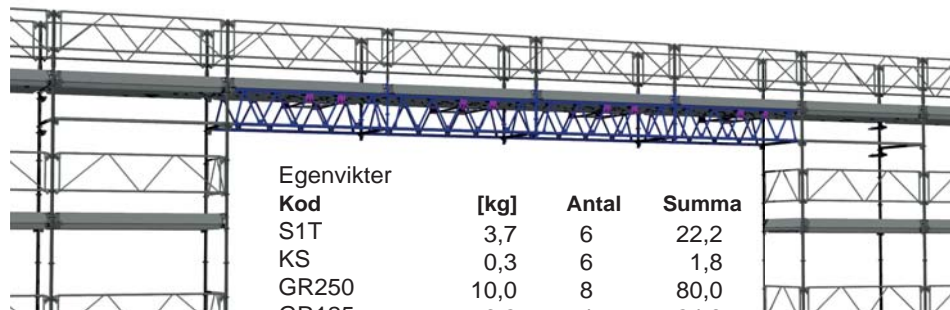 Egenvikter
Kod [kg] Antal Summa
S1T 3,7 6 22,2
KS 0,3 6 1,8
GR250 10,0 8 80,0